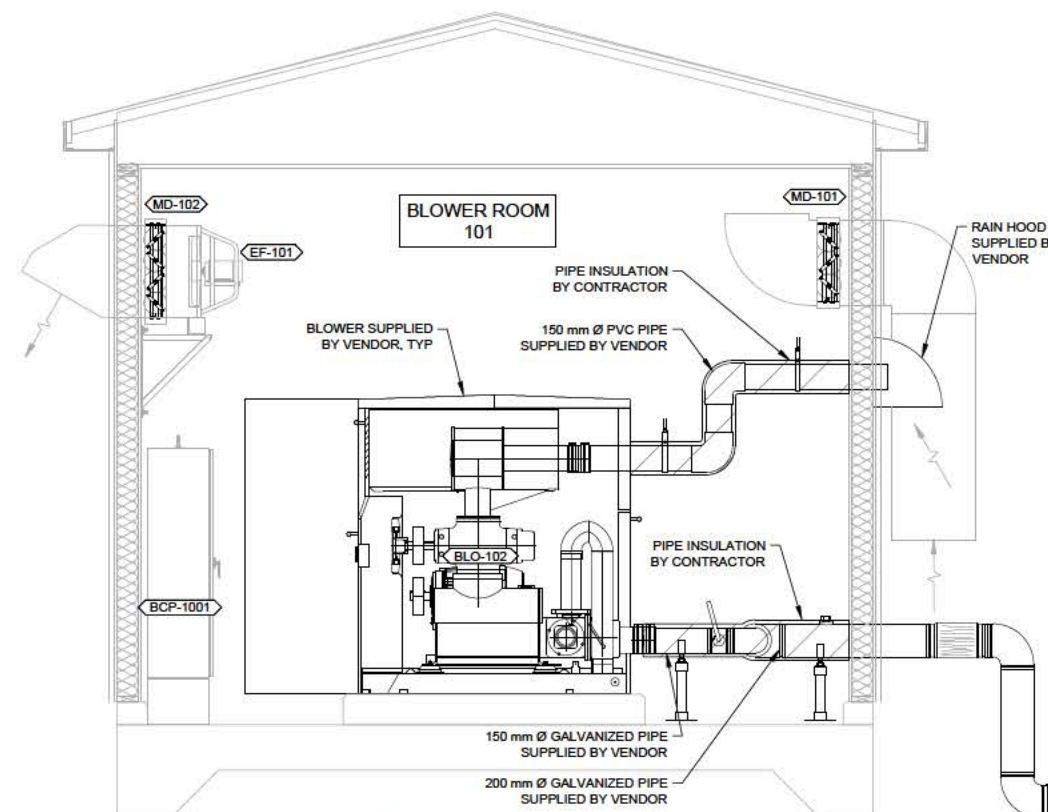 MD-102
BLOWER ROOM
101
MD-101
EF-101
RAIN HOOD
SUPPLIED B
VENDOR
PIPE INSULATION
BY CONTRACTOR
BLOWER SUPPLIED
BY VENDOR, TYP
150 mm Ø PVC PIPE
SUPPLIED BY VENDOR
BLO-102
PIPE INSULATION
BY CONTRACTOR
BCP-1001
150 mm Ø GALVANIZED PIPE
SUPPLIED BY VENDOR
200 mm Ø GALVANIZED PIPE
SUPPLIED BY VENDOR